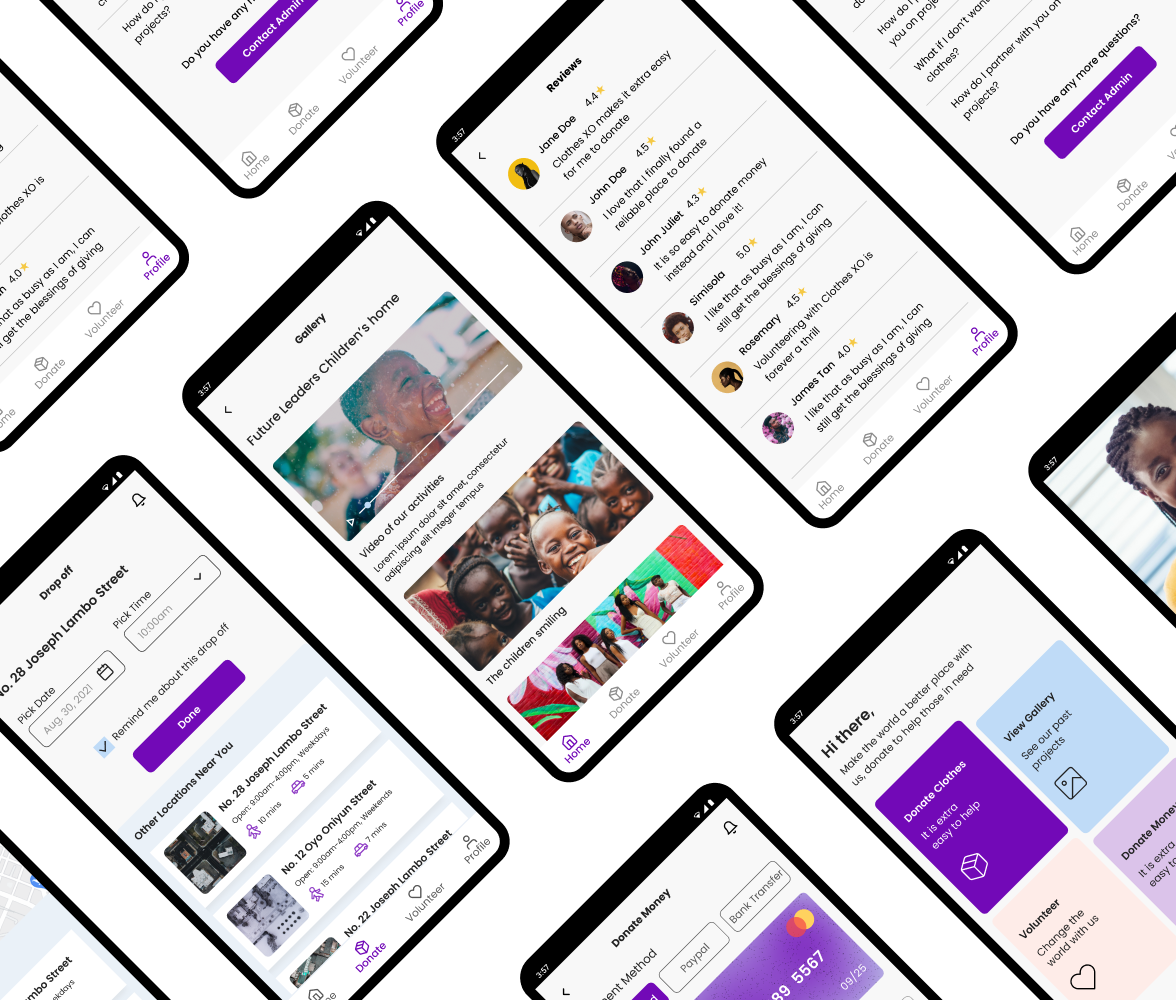 How do I
projects?
Do you have any
Contact Admin
Home
Donate
Volunteer
Profile
Clothes XO is
4.0
that as busy as I am, I can
still get the blessings of giving
Home
Donate
Volunteer
Profile
3:57
Reviews
Jane Doe 4.4
Clothes XO makes it extra easy
for me to donate
John Doe 4.5
I love that I finally found a
reliable place to donate
John Juliet 4.3
It is so easy to donate money
instead and I love it!
Simisola 5.0
I like that as busy as I am, I can
still get the blessings of giving
Rosemary 4.5
Volunteering with Clothes XO is
forever a thrill
James Tan 4.0
I like that as busy as I am, I can
still get the blessings of giving
Home
Donate
Volunteer
Profile
How do I
you on projects
What if I don't want
clothes?
How do I partner with you on
projects?
Do you have any more questions?
Contact Admin
Home
Donate
3:57
Gallery
Future Leaders Children's home
Video of our activities
Lorem ipsum dolor sit amet, consectetur
adipiscing elit integer tempus
The children smiling
Home
Donate
Volunteer
Profile
Drop off
No. 28 Joseph Lambo Street
Pick Date
Pick Time
Aug. 30, 2021
10:00am
Remind me about this drop off
Done
Other Locations Near You
No. 28 Joseph Lambo Street
Open: 9:00am-4:00pm, Weekdays
10 mins
5 mins
No. 12 Oyo Oniyun Street
Open: 9:00am-4:00pm, Weekends
15 mins
7 mins
No. 22 Joseph Lambo Street
Donate
Volunteer
Profile
Lambo Street
3:57
3:57
Hi there,
Make the world a better place with
us, donate to help those in need
Donate Clothes
It is extra
easy to help
View Gallery
See our past
projects
Volunteer
Change the
world with us
Donate Money
It is extra
easy to
3:57
Donate Money
Method
Paypal
Bank Transfer
89 5567
09/25